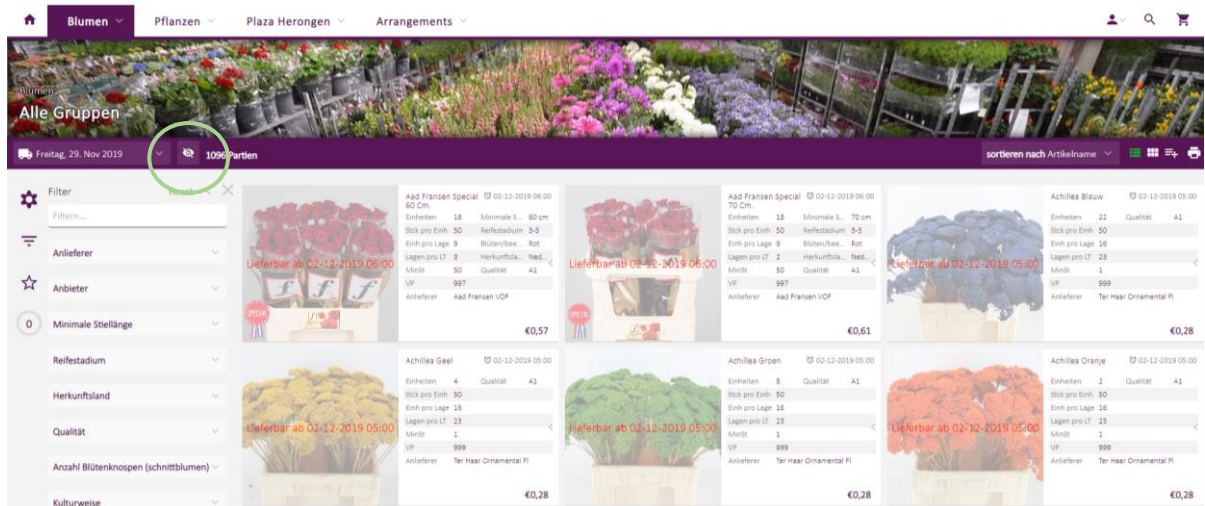 Blumen Pflanzen Plaza Herongen Arrangements
Blumen
Alle Gruppen
Freitag, 29. Nov 2019 1096 Partien sortieren nach Artikelname
Filter
Filtern...
Anlieferer
Anbieter
0 Minimale Stiellänge
Reifestadium
Herkunftsland
Qualität
Anzahl Blütenknospen (schnittblumen)
Kulturweise
Lieferbar ab 02-12-2019 06:00
SPECIAL
Aad Fransen Special 02-12-2019 06:00
60 Cm.
Einheiten 18 Minimale S... 60 cm
Stck pro Einh 50 Reifestadium 3-3
Einh pro Lage 9 Blüten/bee... Rot
Lagen pro LT 3 Herkunftsla... Ned...
MinSt 50 Qualität A1
VP 997
Anlieferer Aad Fransen VOF
€0,57
Lieferbar ab 02-12-2019 06:00
SPECIAL
Aad Fransen Special 02-12-2019 06:00
70 Cm.
Einheiten 18 Minimale S... 70 cm
Stck pro Einh 50 Reifestadium 3-3
Einh pro Lage 9 Blüten/bee... Rot
Lagen pro LT 2 Herkunftsla... Ned...
MinSt 50 Qualität A1
VP 997
Anlieferer Aad Fransen VOF
€0,61
Lieferbar ab 02-12-2019 05:00
Achillea Blauw 02-12-2019 05:00
Einheiten 22 Qualität A1
Stck pro Einh 50
Einh pro Lage 16
Lagen pro LT 23
MinSt 1
VP 999
Anlieferer Ter Haar Ornamental Fl
€0,28
Lieferbar ab 02-12-2019 05:00
Achillea Geel 02-12-2019 05:00
Einheiten 4 Qualität A1
Stck pro Einh 50
Einh pro Lage 16
Lagen pro LT 23
MinSt 1
VP 999
Anlieferer Ter Haar Ornamental Fl
€0,28
Lieferbar ab 02-12-2019 05:00
Achillea Groen 02-12-2019 05:00
Einheiten 8 Qualität A1
Stck pro Einh 50
Einh pro Lage 16
Lagen pro LT 23
MinSt 1
VP 999
Anlieferer Ter Haar Ornamental Fl
€0,28
Lieferbar ab 02-12-2019 05:00
Achillea Oranje 02-12-2019 05:00
Einheiten 2 Qualität A1
Stck pro Einh 50
Einh pro Lage 16
Lagen pro LT 23
MinSt 1
VP 999
Anlieferer Ter Haar Ornamental Fl
€0,28